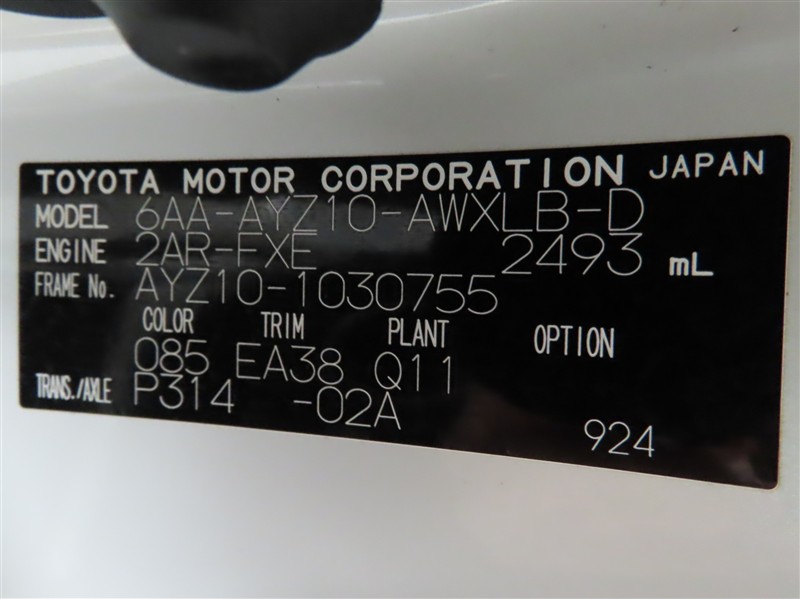 TOYOTA MOTOR CORPORATION JAPAN
MODEL 6AA-AYZ10-AWXLB-D
ENGINE 2AR-FXE 2493 mL
FRAME No. AYZ10-1030755
COLOR TRIM PLANT OPTION
085 EA38 Q11
TRANS./AXLE P314 -02A
924